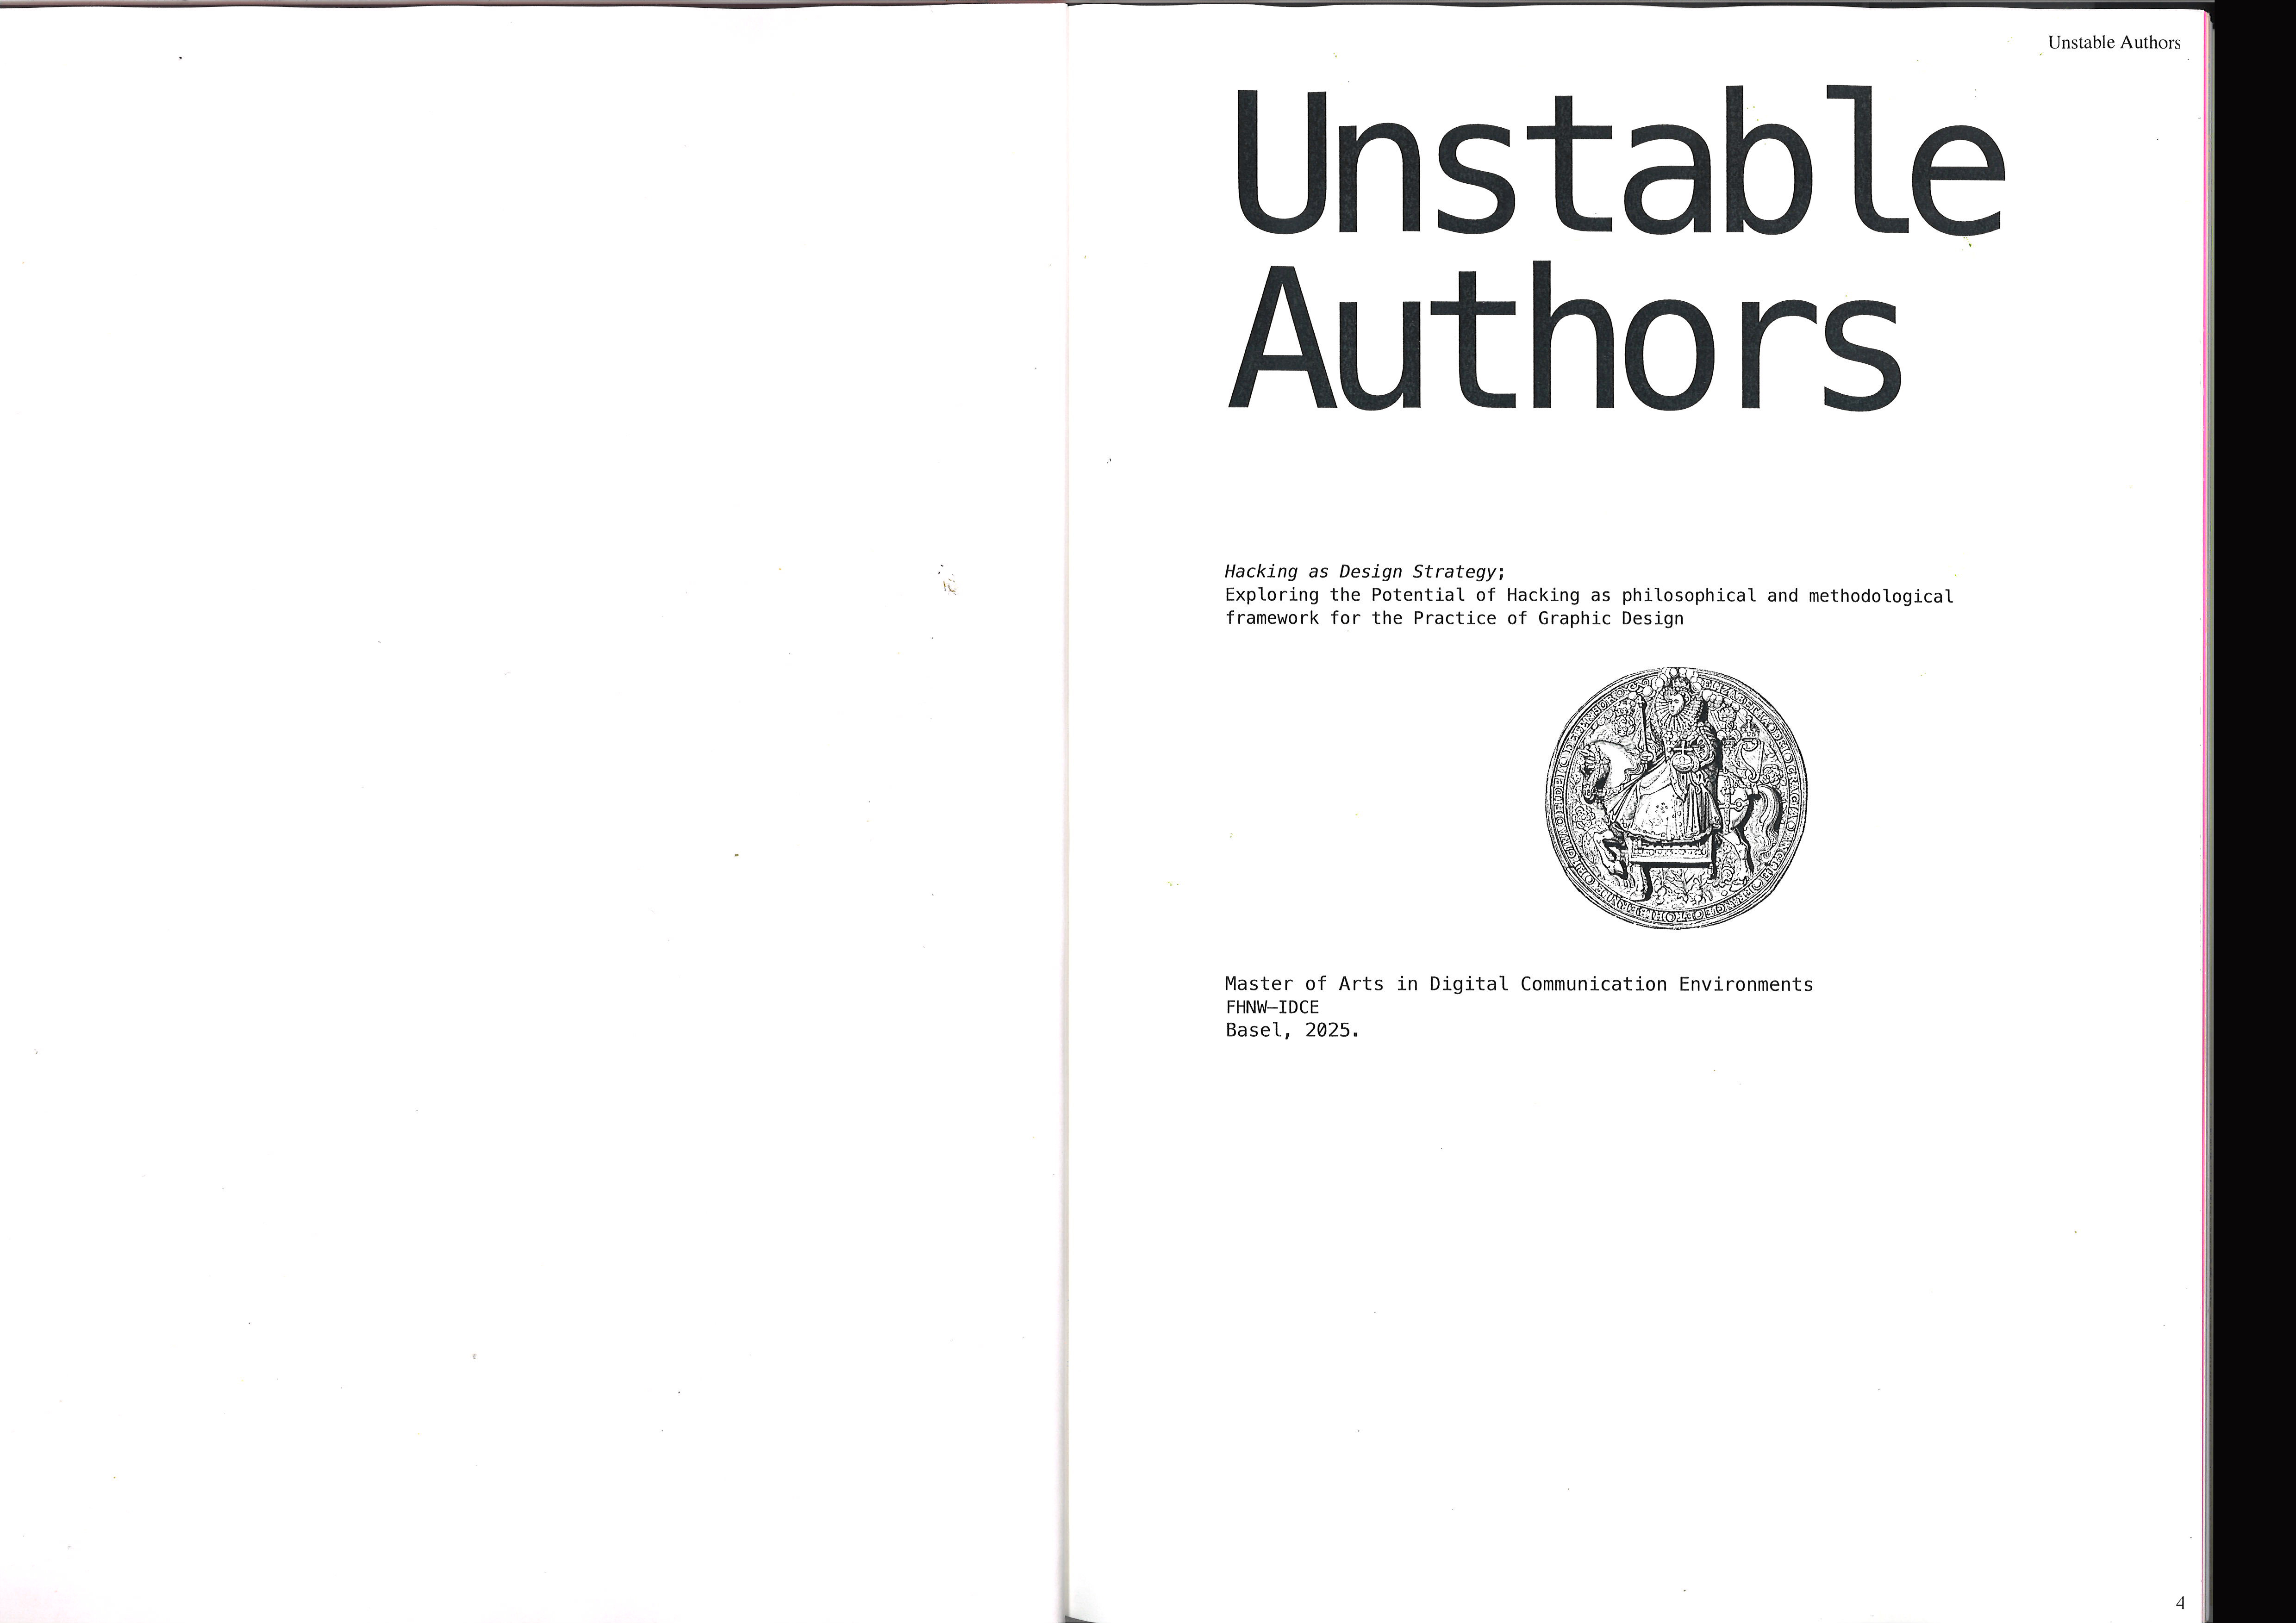 Unstable Authors
Unstable
Authors
Hacking as Design Strategy;
Exploring the Potential of Hacking as philosophical and methodological
framework for the Practice of Graphic Design
Master of Arts in Digital Communication Environments
FHNW—IDCE
Basel, 2025.
4